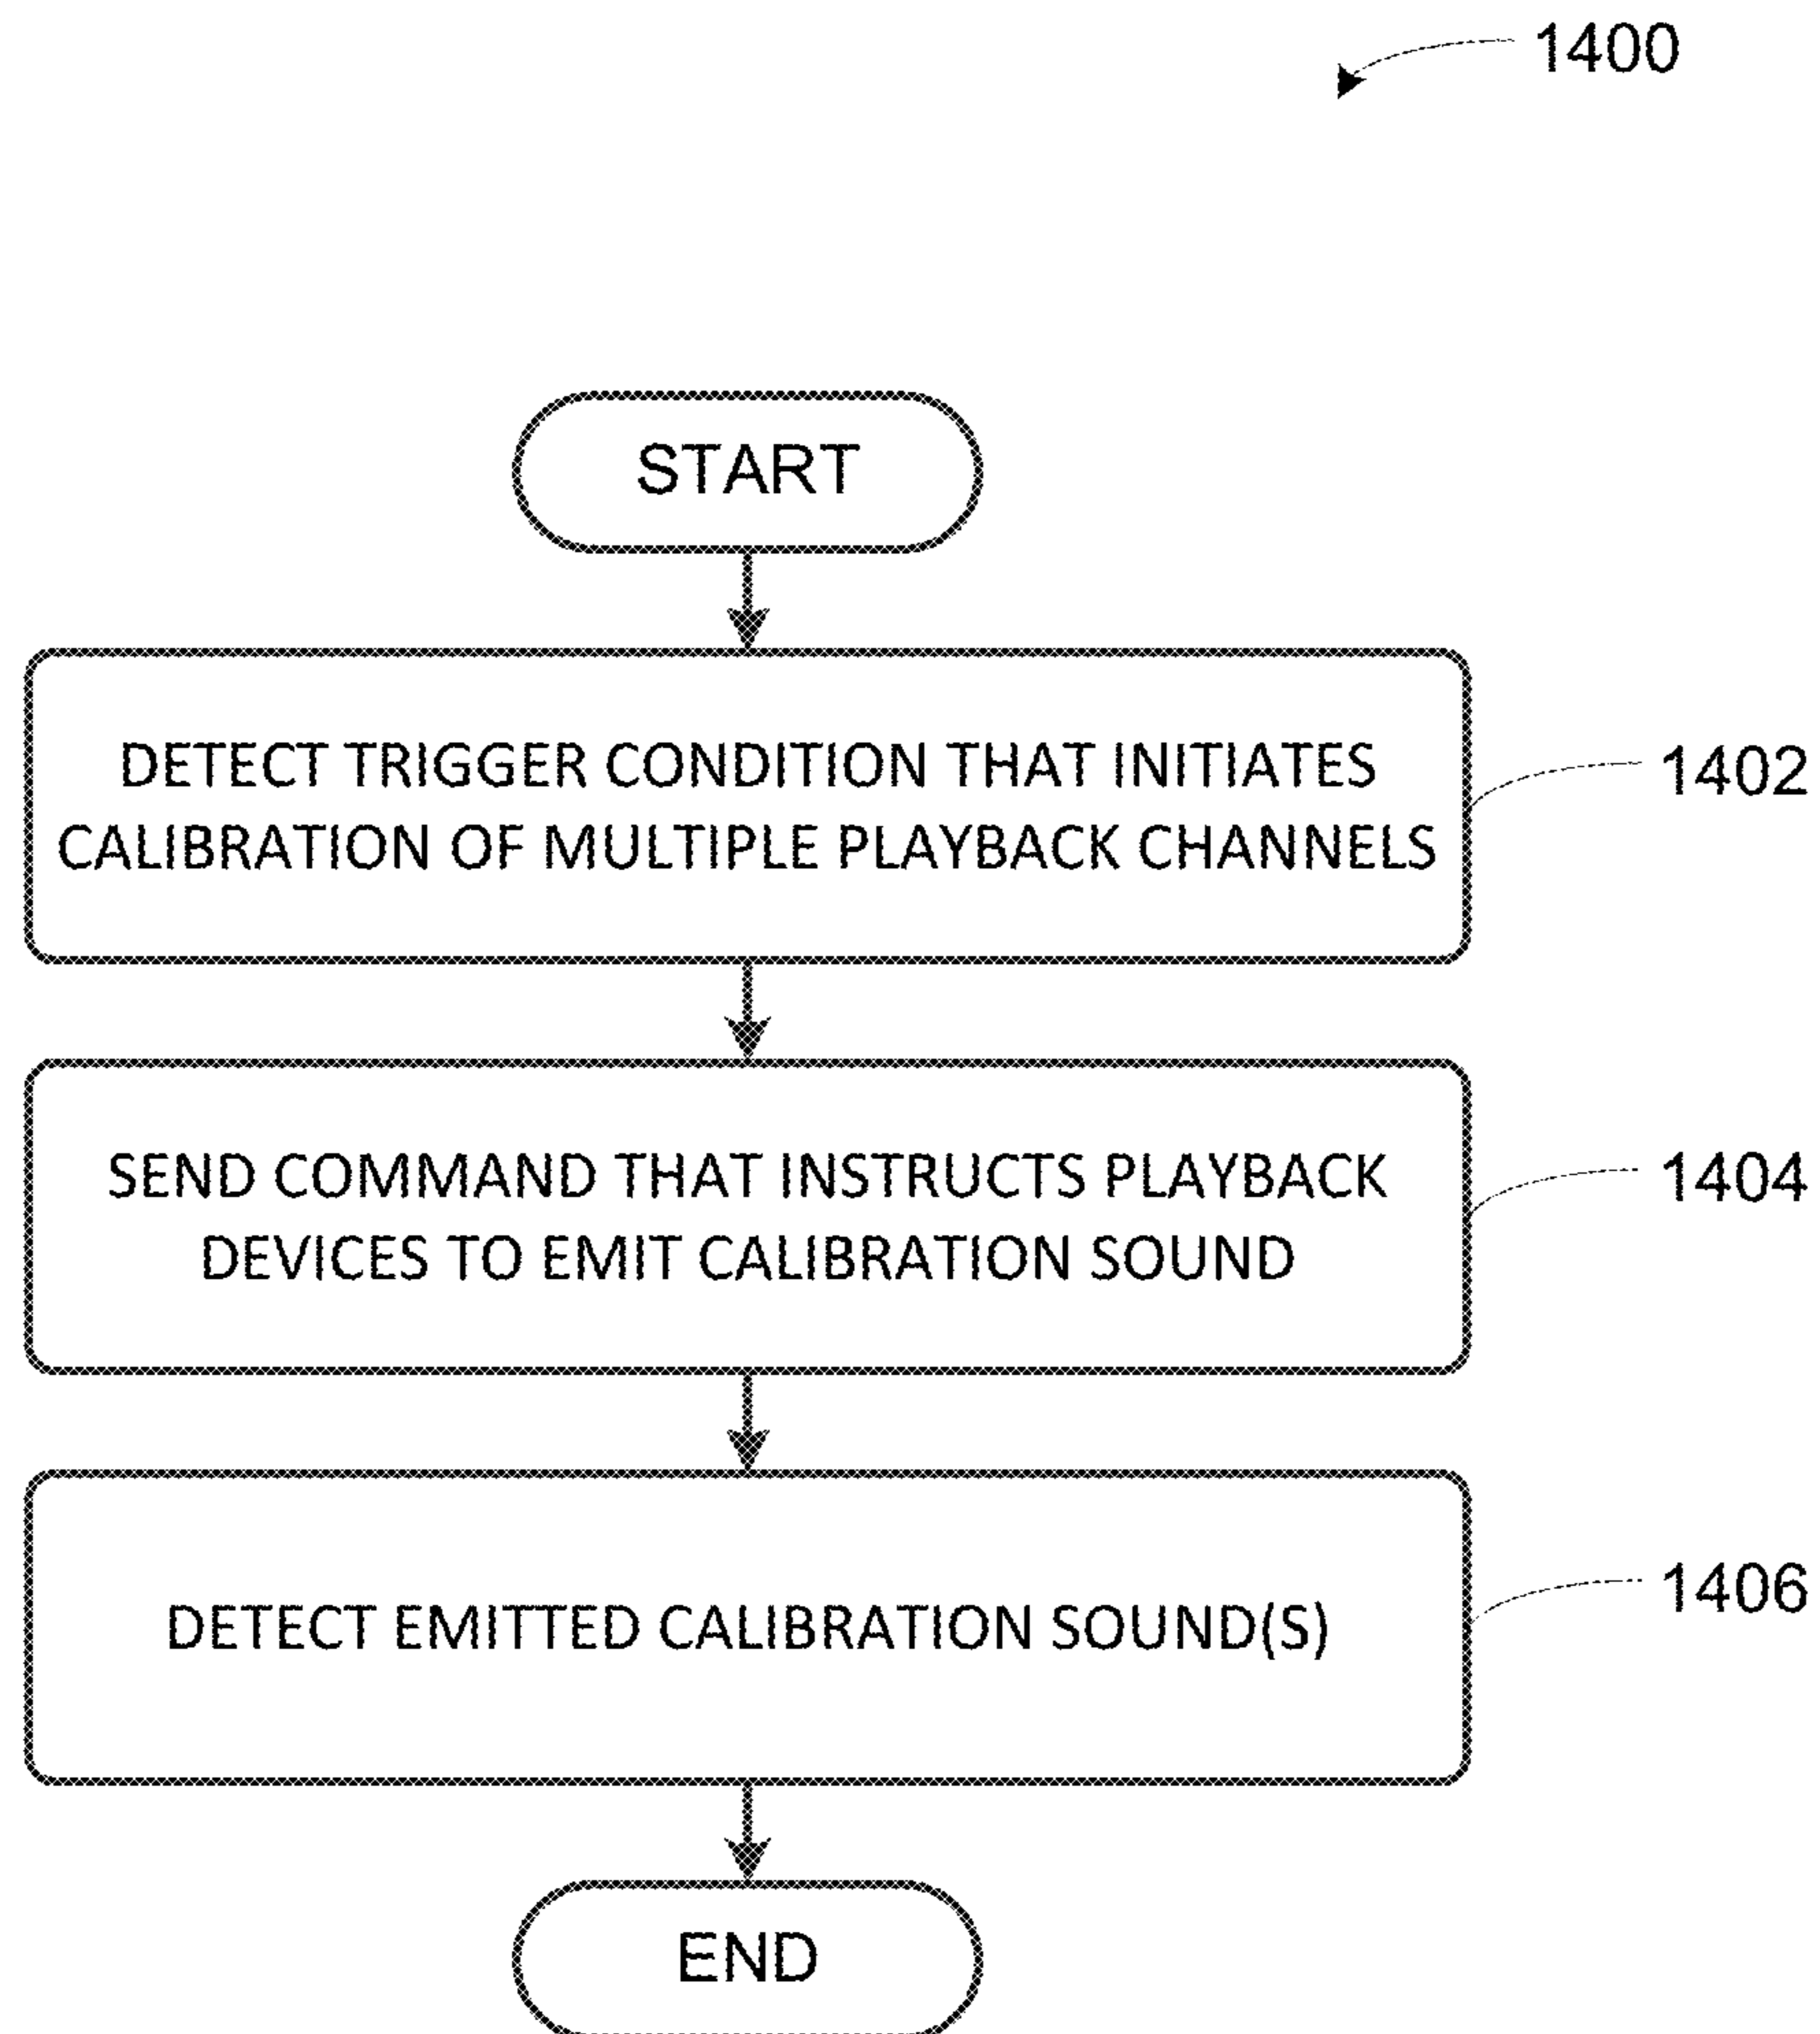 1400
START
DETECT TRIGGER CONDITION THAT INITIATES
CALIBRATION OF MULTIPLE PLAYBACK CHANNELS
1402
SEND COMMAND THAT INSTRUCTS PLAYBACK
DEVICES TO EMIT CALIBRATION SOUND
1404
DETECT EMITTED CALIBRATION SOUND(S)
1406
END